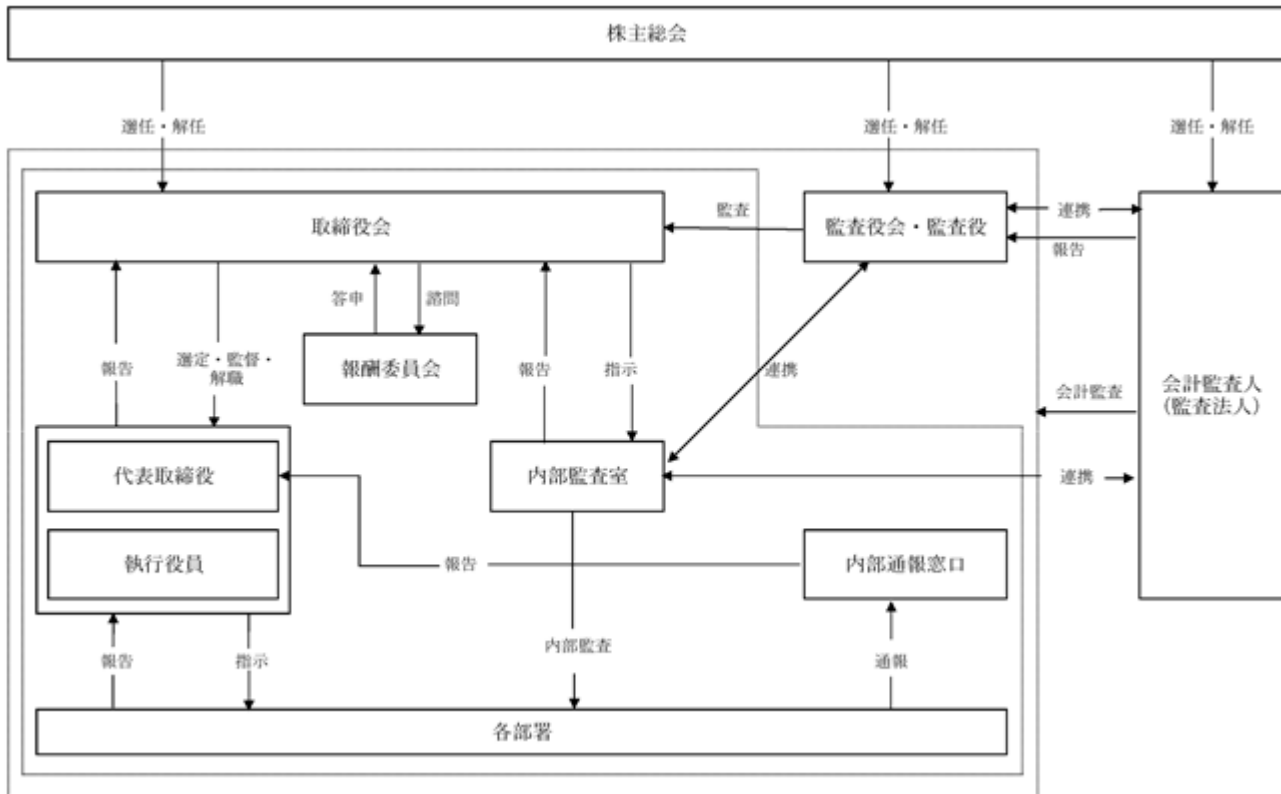 株主総会
選任・解任
選任・解任
選任・解任
取締役会
監査
監査役会・監査役
連携
報告
答申
諮問
報告
選定・監督・
解職
報酬委員会
報告
指示
連携
会計監査人
(監査法人)
会計監査
代表取締役
内部監査室
連携
執行役員
報告
内部通報窓口
報告
指示
内部監査
通報
各部署